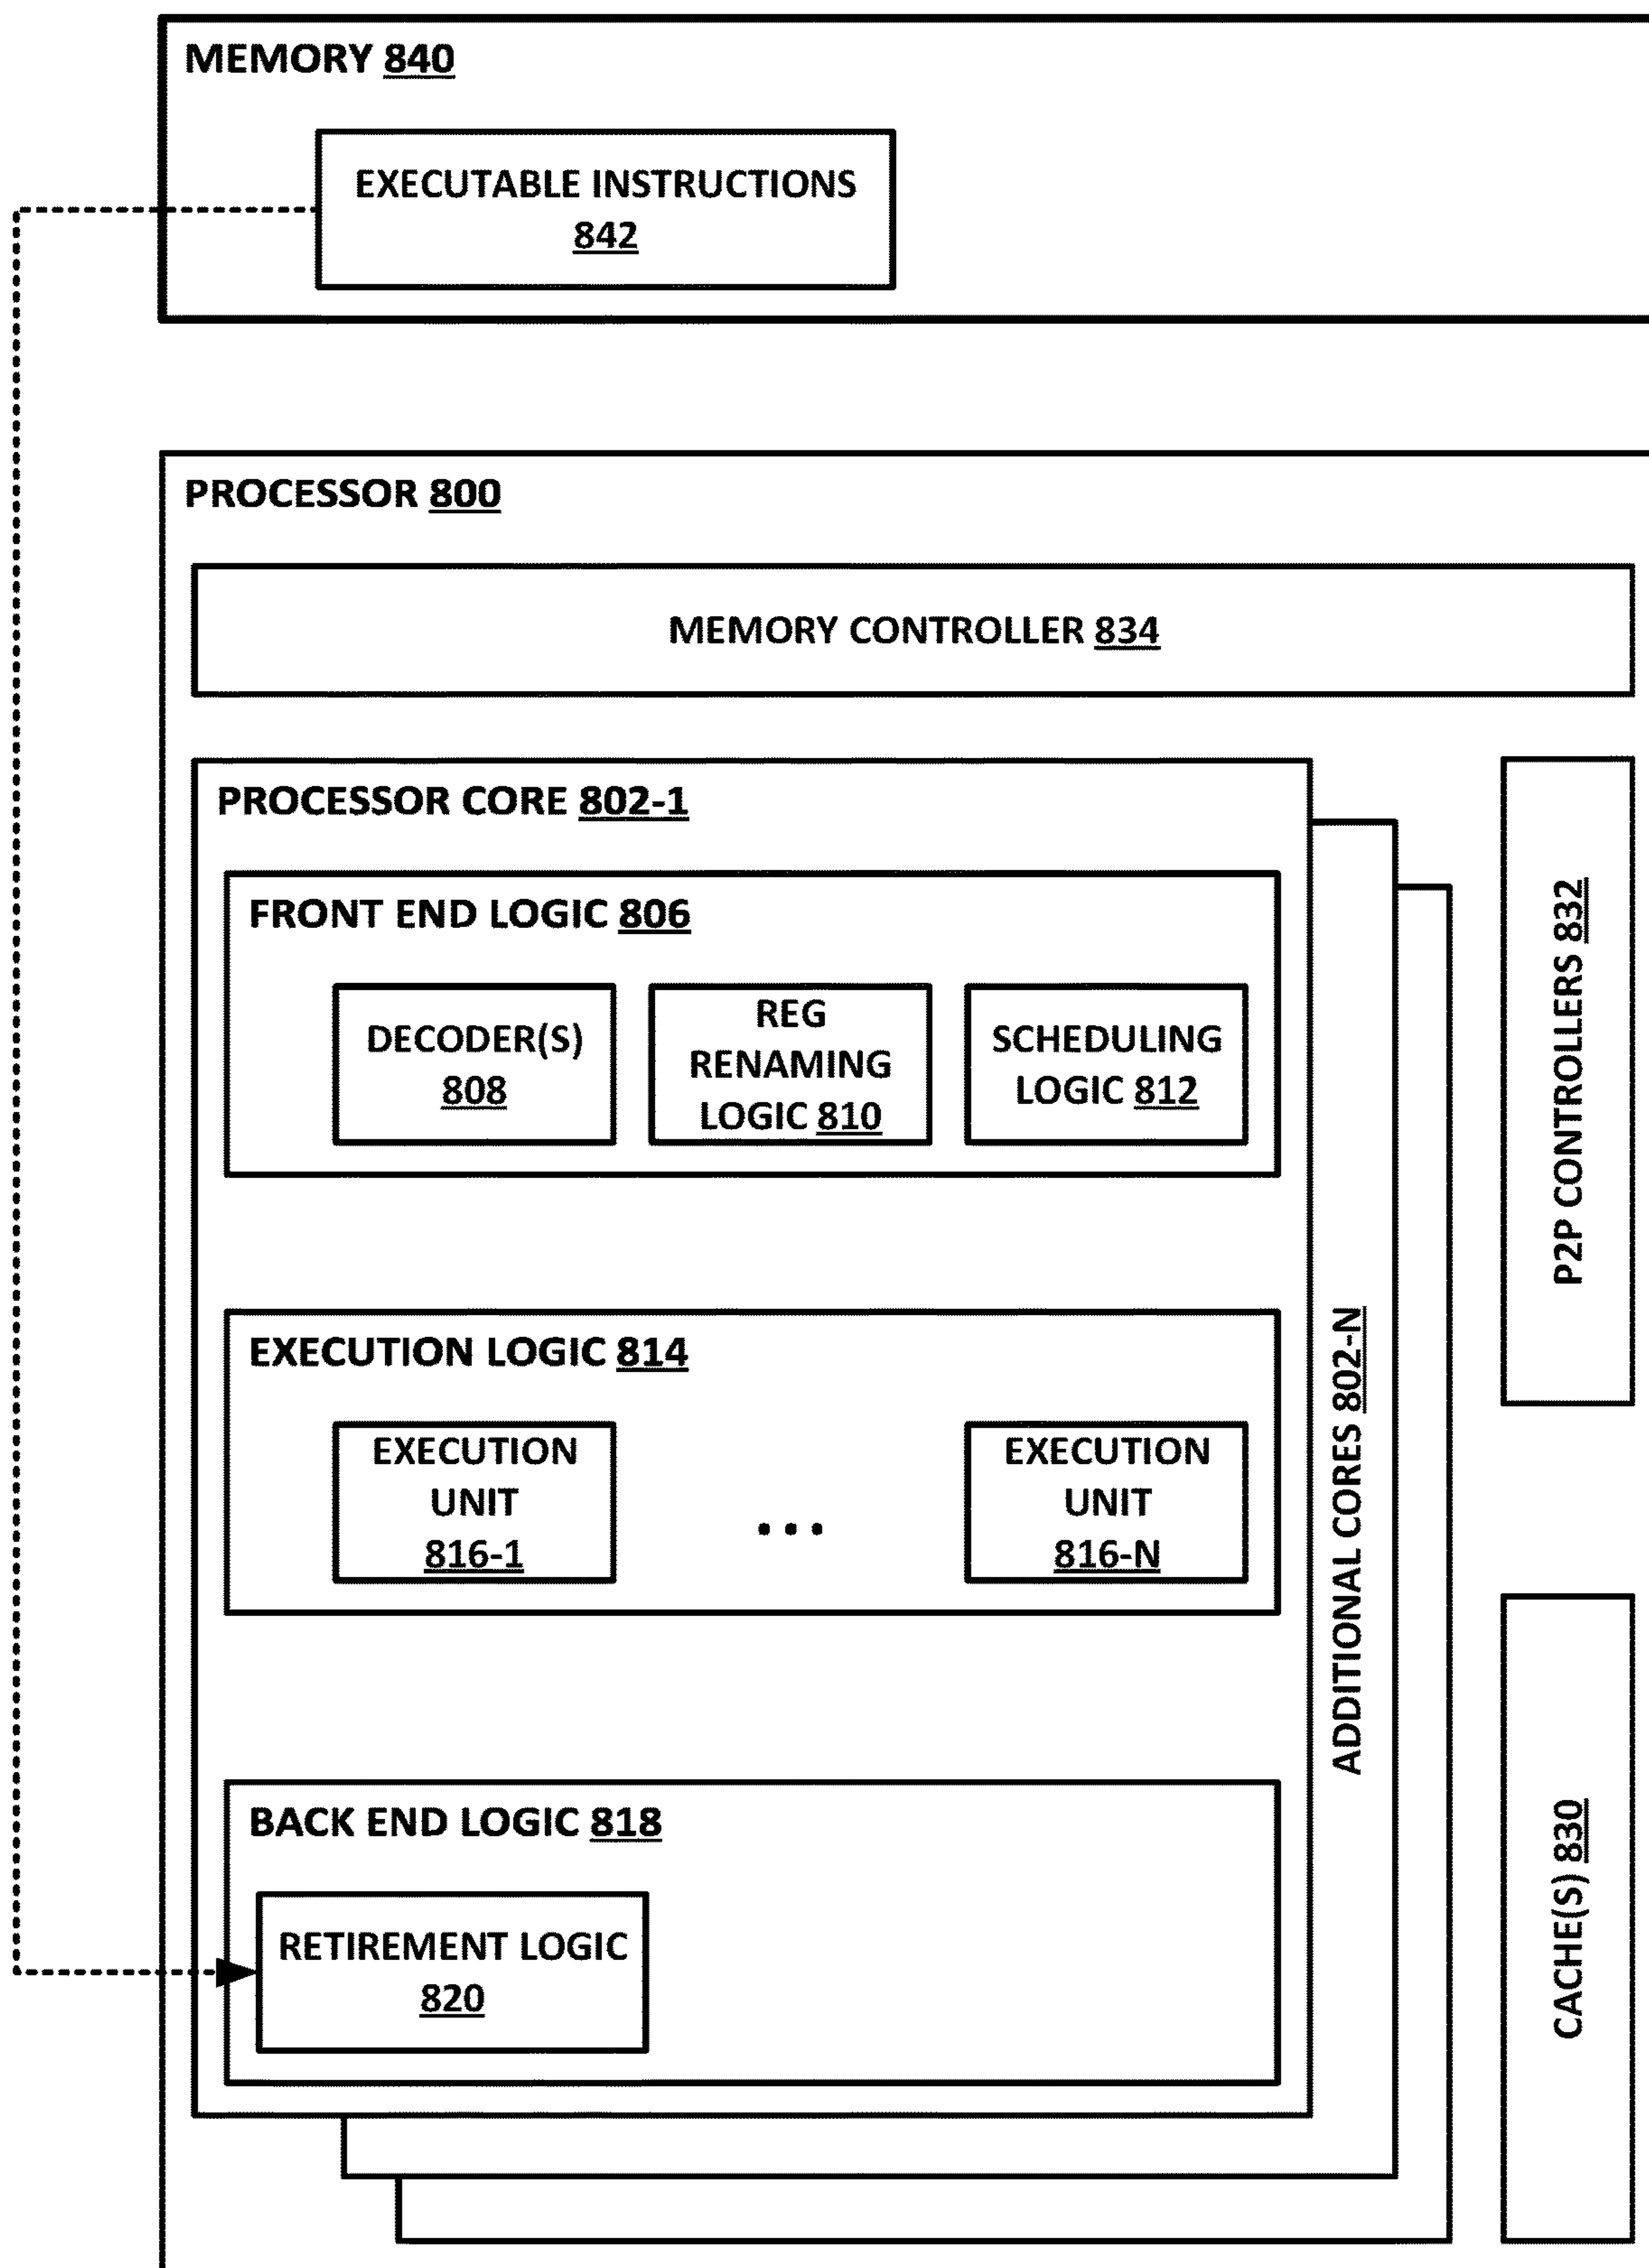 MEMORY 840
EXECUTABLE INSTRUCTIONS
842
PROCESSOR 800
MEMORY CONTROLLER 834
PROCESSOR CORE 802-1
FRONT END LOGIC 806
DECODER(S)
808
REG
RENAMING
LOGIC 810
SCHEDULING
LOGIC 812
EXECUTION LOGIC 814
EXECUTION
UNIT
816-1
...
EXECUTION
UNIT
816-N
BACK END LOGIC 818
RETIREMENT LOGIC
820
ADDITIONAL CORES 802-N
P2P CONTROLLERS 832
CACHE(S) 830